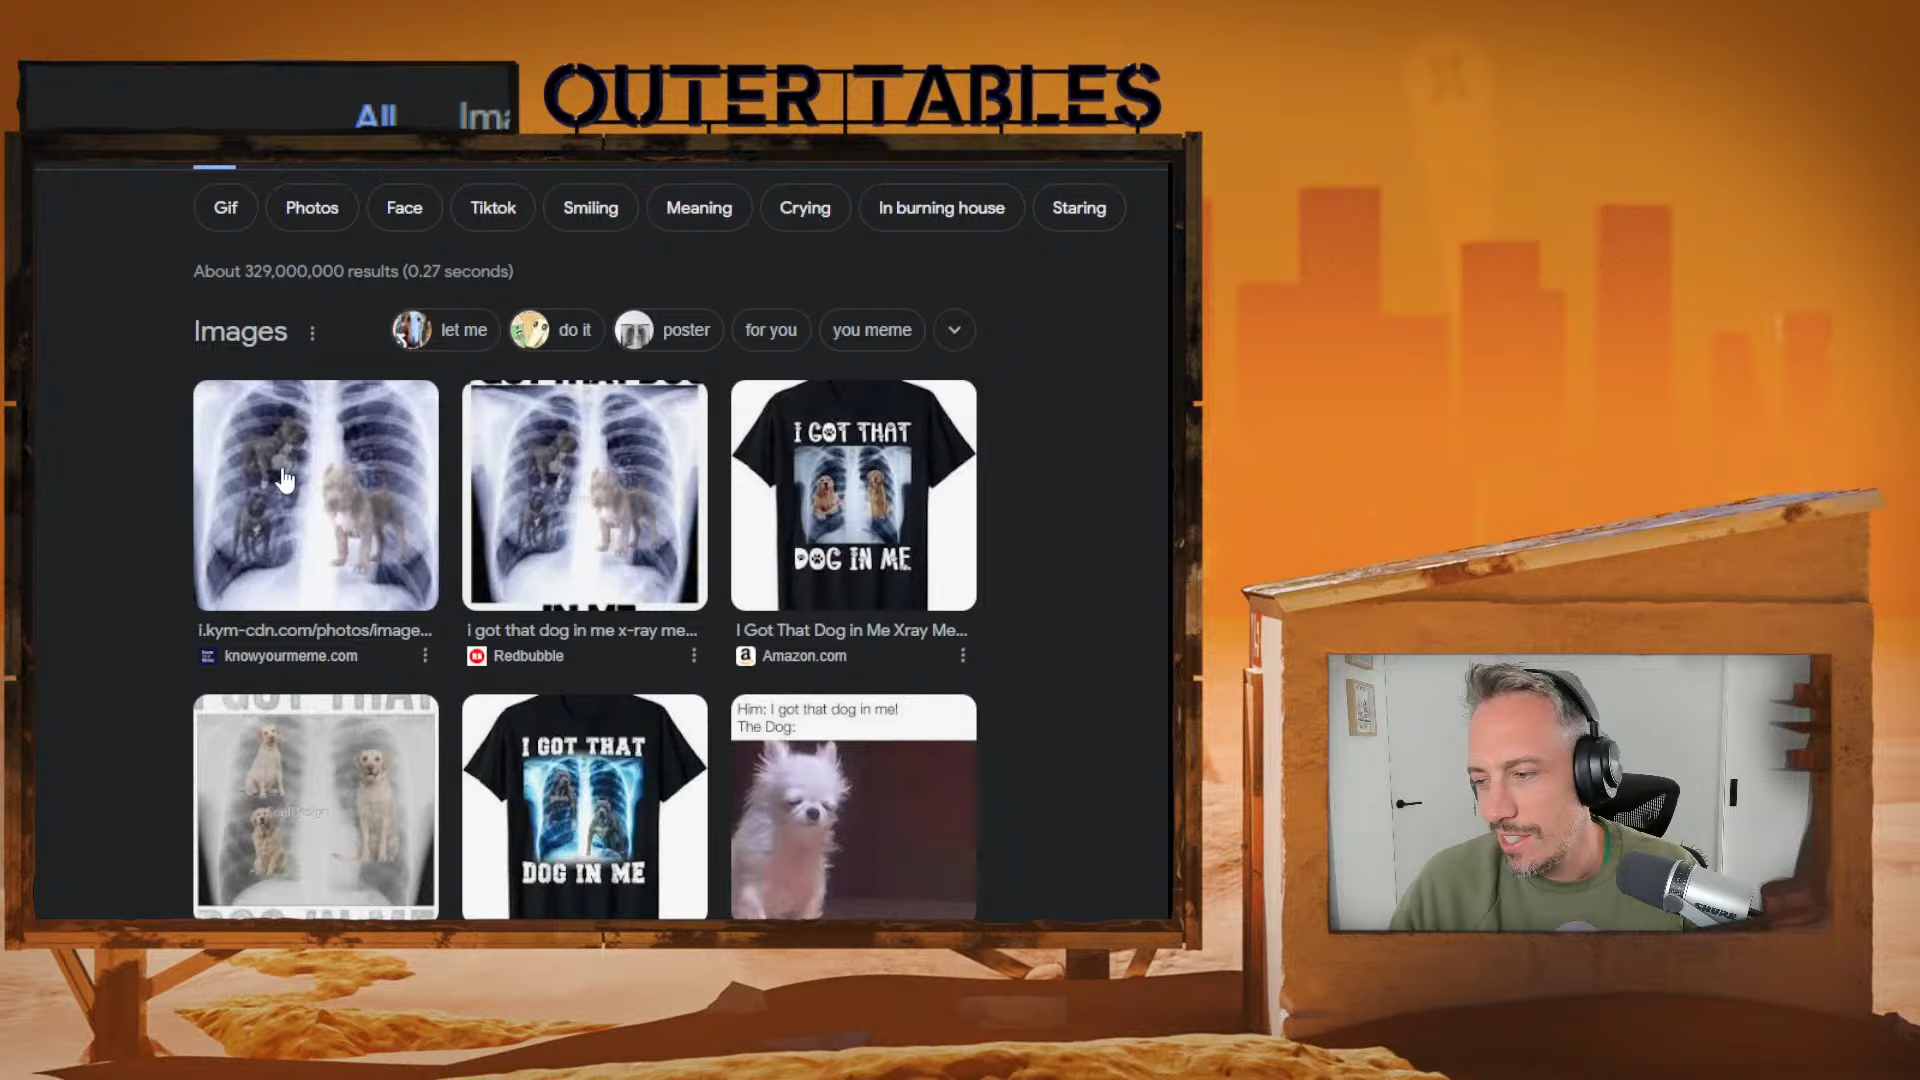 OUTER TABLES
All
Gif
Photos
Face
Tiktok
Smiling
Meaning
Crying
In burning house
Staring
About 329,000,000 results (0.27 seconds)
Images
let me
do it
poster
for you
you meme
I GOT THAT
DOG IN ME
i.kym-cdn.com/photos/image...
i got that dog in me x-ray me...
I Got That Dog in Me Xray Me...
knowyourmeme.com
Redbubble
Amazon.com
I GOT THAT
DOG IN ME
Him: I got that dog in me!
The Dog:
SHURE